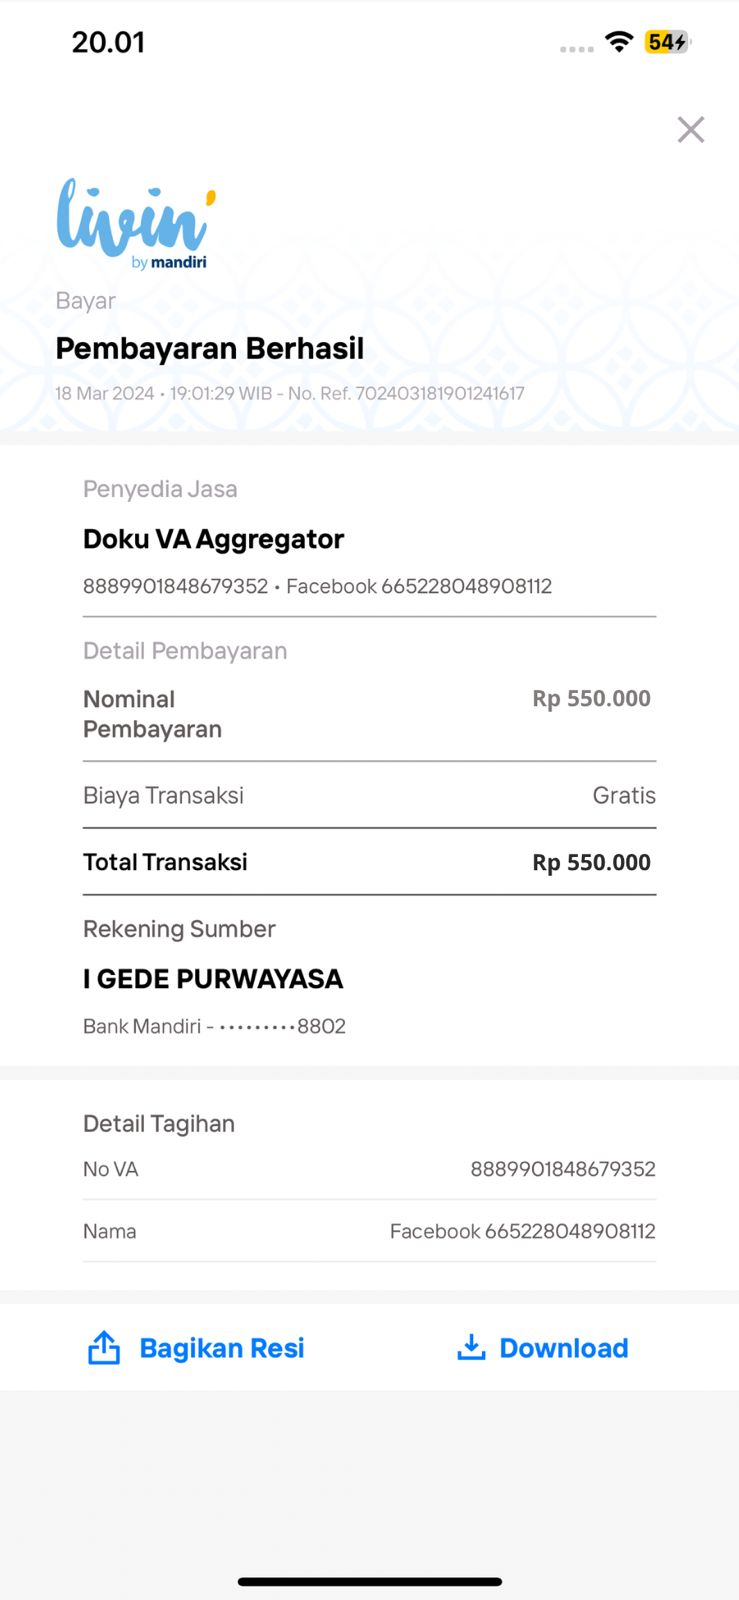 20.01
54
livin'
by mandiri
Bayar
Pembayaran Berhasil
18 Mar 2024 • 19:01:29 WIB - No. Ref. 702403181901241617
Penyedia Jasa
Doku VA Aggregator
8889901848679352 • Facebook 665228048908112
Detail Pembayaran
Nominal Pembayaran Rp 550.000
Biaya Transaksi Gratis
Total Transaksi Rp 550.000
Rekening Sumber
I GEDE PURWAYASA
Bank Mandiri - •••••••••8802
Detail Tagihan
No VA 8889901848679352
Nama Facebook 665228048908112
Bagikan Resi Download